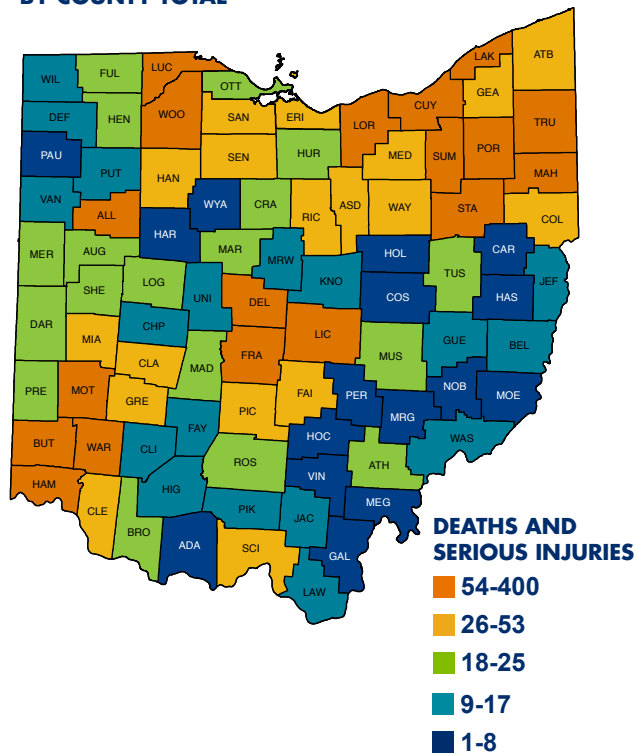 BY COUNTY TOTAL
WIL
FUL
LUC
OTT
LAK
ATB
GEA
CUY
DEF
HEN
WOO
SAN
ERI
LOR
TRU
PAU
PUT
HAN
SEN
HUR
MED
SUM
POR
MAH
VAN
ALL
WYA
CRA
RIC
ASD
WAY
STA
COL
HAR
MER
AUG
MAR
MRW
HOL
TUS
CAR
JEF
SHE
LOG
UNI
KNO
COS
HAS
DEL
DAR
MIA
CHP
LIC
GUE
BEL
CLA
MAD
FRA
MUS
PRE
MOT
GRE
PIC
FAI
PER
MRG
NOB
MOE
BUT
WAR
CLI
FAY
HOC
WAS
HAM
ROS
VIN
ATH
CLE
HIG
PIK
JAC
MEG
BRO
ADA
SCI
GAL
LAW
DEATHS AND
SERIOUS INJURIES
54-400
26-53
18-25
9-17
1-8